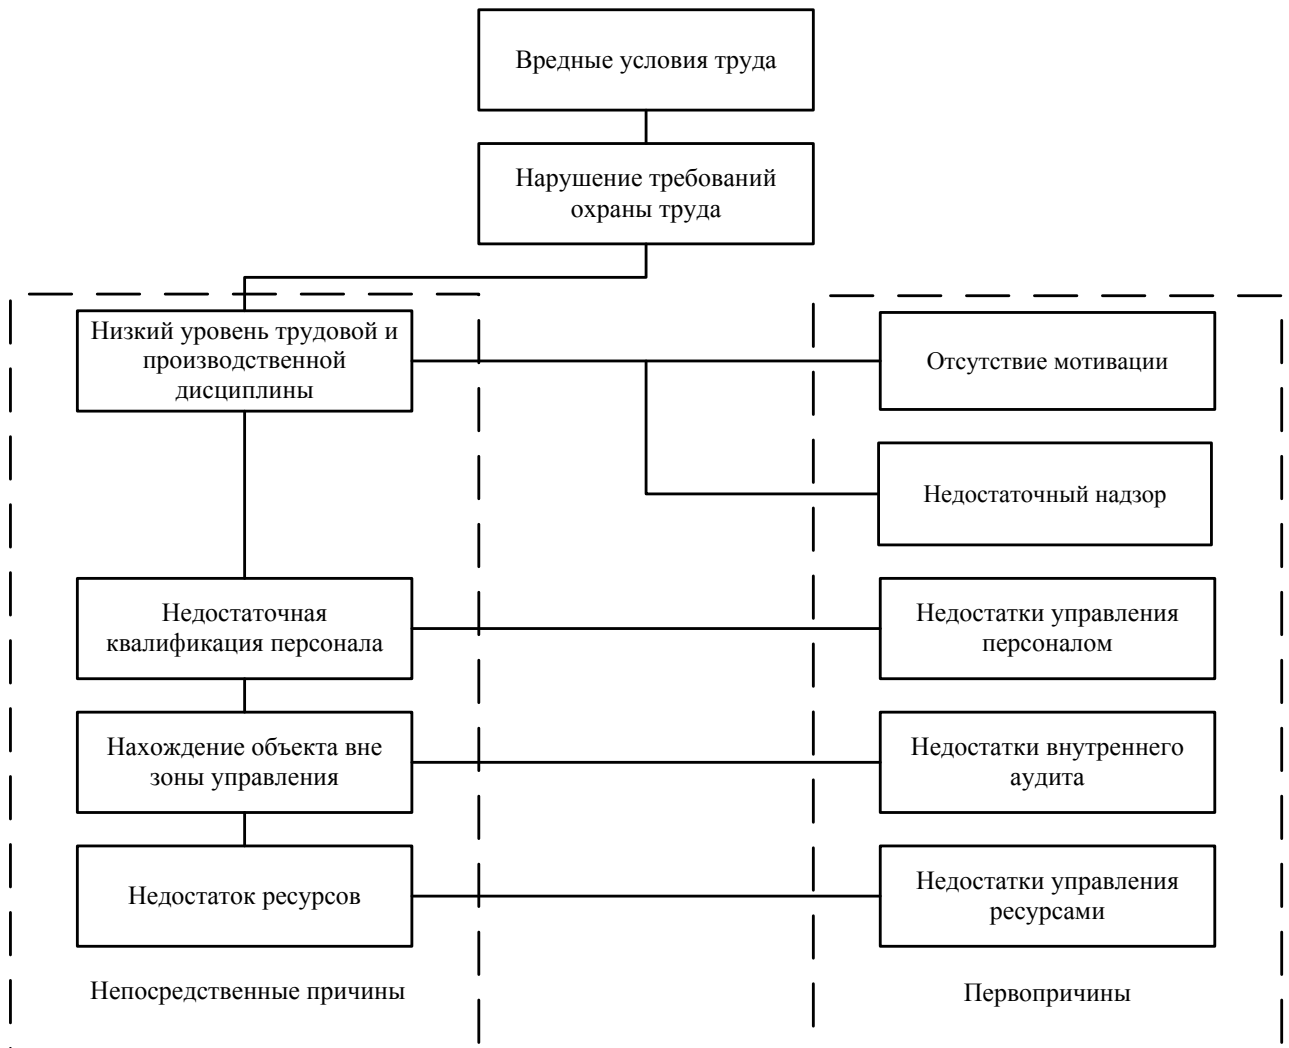 Вредные условия труда
Нарушение требований
охраны труда
Низкий уровень трудовой и
производственной
дисциплины
Отсутствие мотивации
Недостаточный надзор
Недостаточная
квалификация персонала
Недостатки управления
персоналом
Нахождение объекта вне
зоны управления
Недостатки внутреннего
аудита
Недостаток ресурсов
Недостатки управления
ресурсами
Непосредственные причины
Первопричины